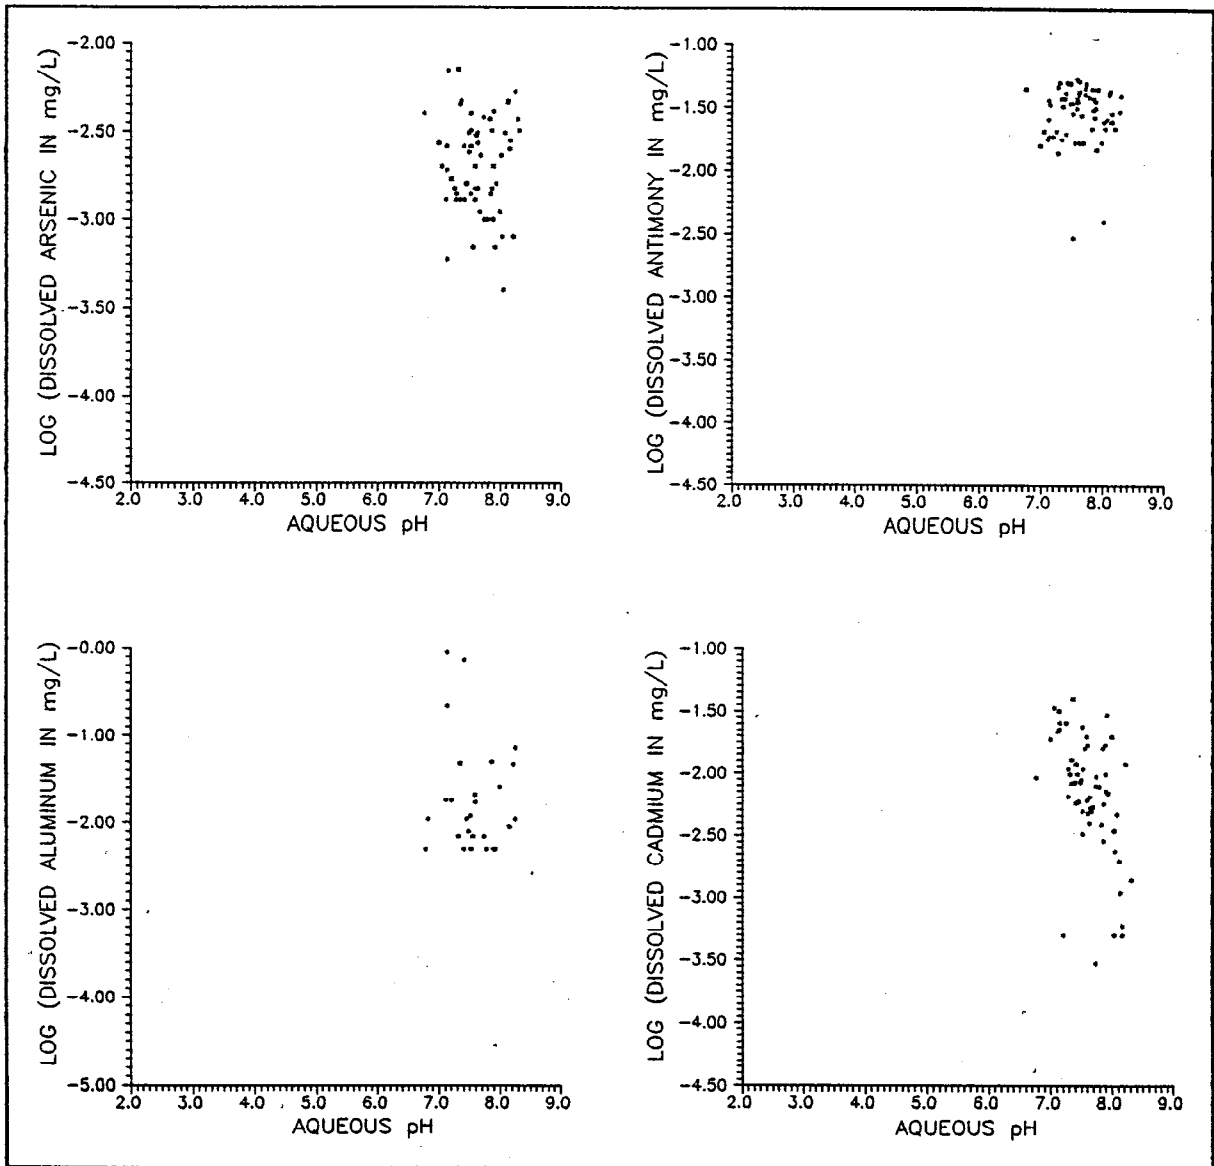 LOG (DISSOLVED ARSENIC IN mg/L)
-2.00
-2.50
-3.00
-3.50
-4.00
-4.50
2.0 3.0 4.0 5.0 6.0 7.0 8.0 9.0
AQUEOUS pH
LOG (DISSOLVED ANTIMONY IN mg/L)
-1.00
-1.50
-2.00
-2.50
-3.00
-3.50
-4.00
-4.50
2.0 3.0 4.0 5.0 6.0 7.0 8.0 9.0
AQUEOUS pH
LOG (DISSOLVED ALUMINUM IN mg/L)
-0.00
-1.00
-2.00
-3.00
-4.00
-5.00
2.0 3.0 4.0 5.0 6.0 7.0 8.0 9.0
AQUEOUS pH
LOG (DISSOLVED CADMIUM IN mg/L)
-1.00
-1.50
-2.00
-2.50
-3.00
-3.50
-4.00
-4.50
2.0 3.0 4.0 5.0 6.0 7.0 8.0 9.0
AQUEOUS pH